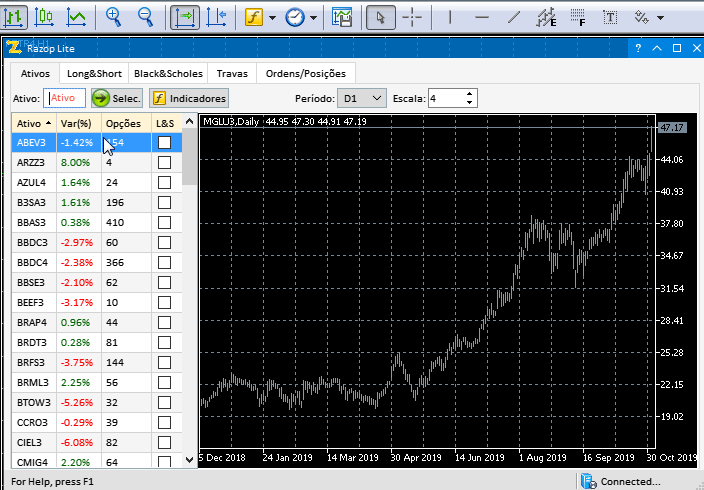 E
F
T
Razop Lite
Ativos Long&Short Black&Scholes Travas Ordens/Posições
Ativo: Ativo Selec. Indicadores Período: D1 Escala: 4
Ativo Var(%) Opções L&S
ABEV3 -1.42% 154
ARZZ3 8.00% 4
AZUL4 1.64% 24
B3SA3 1.61% 196
BBAS3 0.38% 410
BBDC3 -2.97% 60
BBDC4 -2.38% 366
BBSE3 -2.10% 62
BEEF3 -3.17% 10
BRAP4 0.96% 44
BRDT3 0.28% 81
BRFS3 -3.75% 144
BRML3 2.25% 56
BTOW3 -5.26% 32
CCRO3 -0.29% 39
CIEL3 -6.08% 82
CMIG4 2.20% 64
MGLU3,Daily 44.95 47.30 44.91 47.19
47.17
44.06
40.93
37.80
34.67
31.54
28.41
25.28
22.15
19.02
5 Dec 2018 24 Jan 2019 14 Mar 2019 30 Apr 2019 14 Jun 2019 1 Aug 2019 16 Sep 2019 30 Oct 2019
For Help, press F1 Connected...